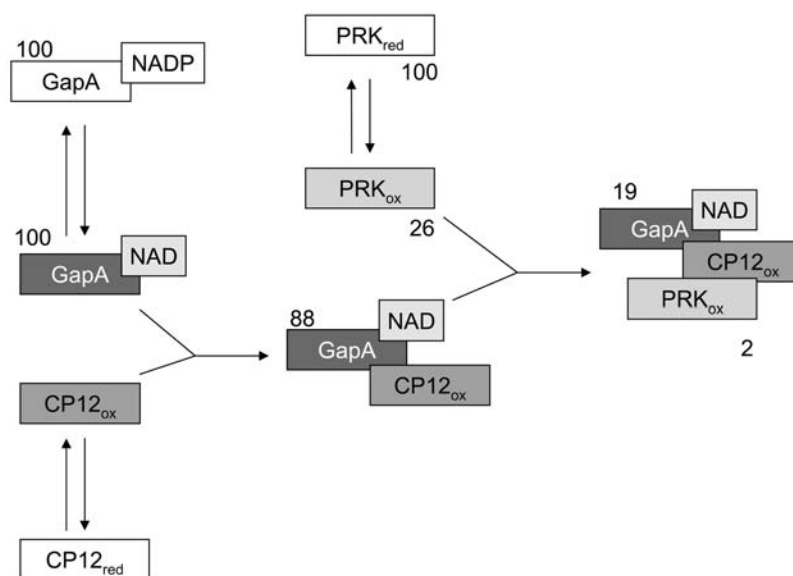 100
NADP
GapA
PRKred
100
PRKox
26
100
NAD
GapA
19
NAD
GapA
CP12ox
PRKox
2
88
NAD
GapA
CP12ox
CP12ox
CP12red